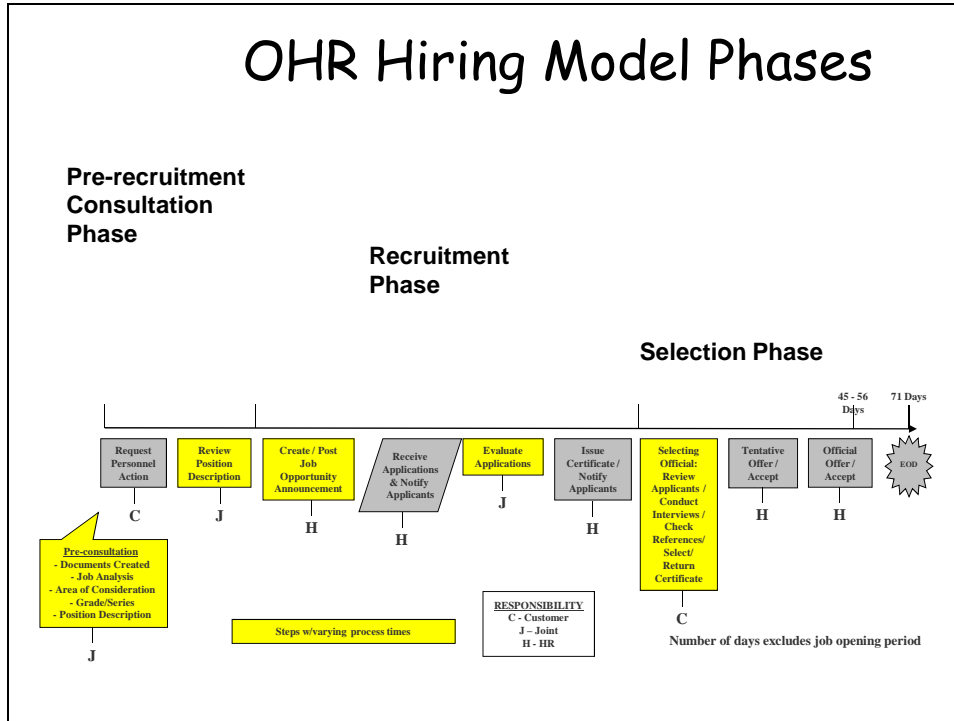 OHR Hiring Model Phases
Pre-recruitment
Consultation
Phase
Recruitment
Phase
Selection Phase
45 - 56
Days
71 Days
Request
Personnel
Action
C
Review
Position
Description
J
Create / Post
Job
Opportunity
Announcement
H
Receive
Applications
& Notify
Applicants
H
Evaluate
Applications
J
Issue
Certificate /
Notify
Applicants
H
Selecting
Official:
Review
Applicants /
Conduct
Interviews /
Check
References/
Select/
Return
Certificate
C
Tentative
Offer /
Accept
H
Official
Offer /
Accept
H
EOD
Pre-consultation
- Documents Created
- Job Analysis
- Area of Consideration
- Grade/Series
- Position Description
J
Steps w/varying process times
RESPONSIBILITY
C - Customer
J – Joint
H - HR
Number of days excludes job opening period